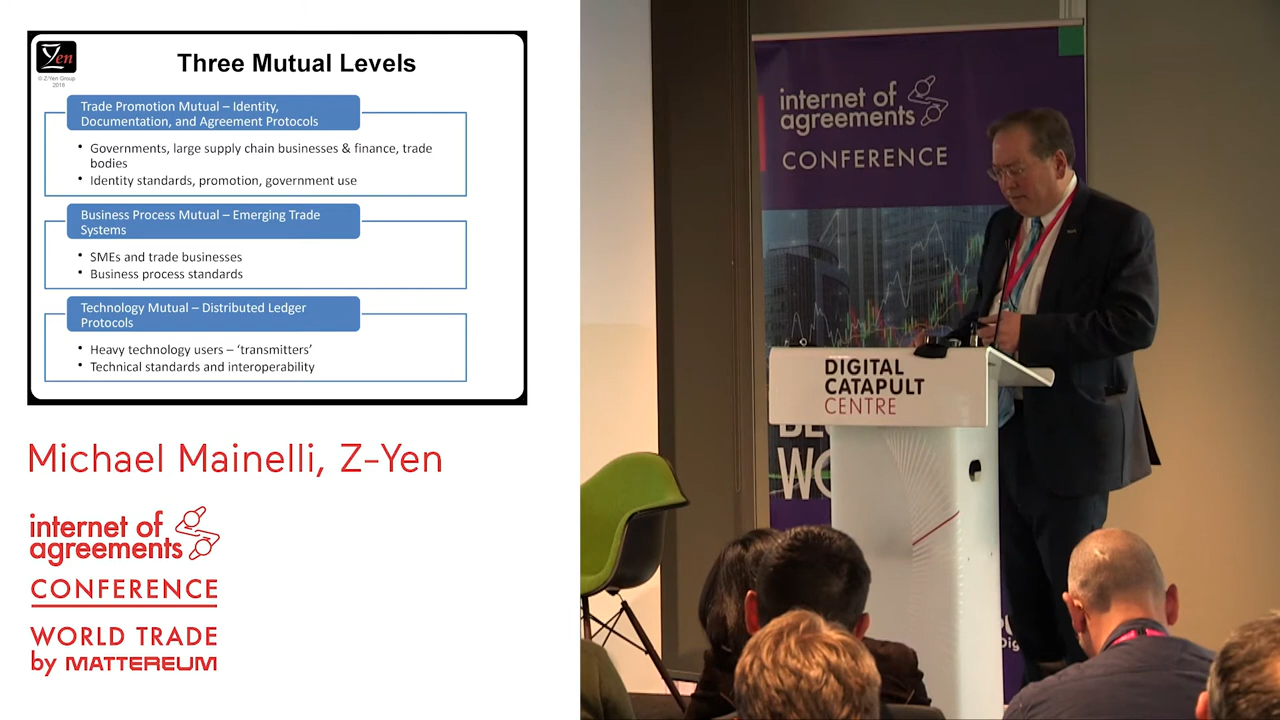 Zen
© Z/Yen Group
2018
Three Mutual Levels
Trade Promotion Mutual – Identity,
Documentation, and Agreement Protocols
• Governments, large supply chain businesses & finance, trade
bodies
• Identity standards, promotion, government use
Business Process Mutual – Emerging Trade
Systems
• SMEs and trade businesses
• Business process standards
Technology Mutual – Distributed Ledger
Protocols
• Heavy technology users – ‘transmitters’
• Technical standards and interoperability
Michael Mainelli, Z-Yen
internet of
agreements
CONFERENCE
WORLD TRADE
by MATTEREUM
internet of
agreements
CONFERENCE
DIGITAL
CATAPULT
CENTRE